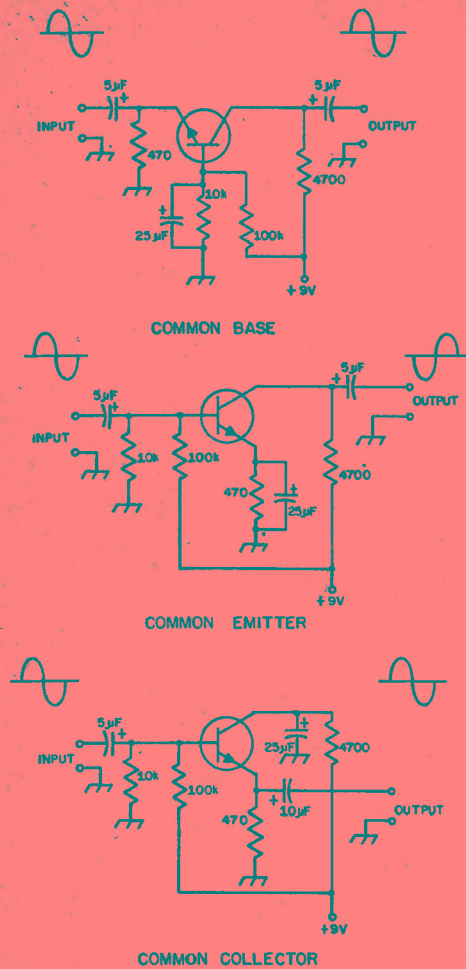 5µF
+
5µF
+
INPUT
OUTPUT
470
4700
10k
+
25µF
100k
+9V
COMMON BASE
5µF
+
5µF
+
OUTPUT
INPUT
10k
100k
470
+
25µF
4700
+9V
COMMON EMITTER
5µF
+
+
25µF
4700
INPUT
10k
100k
+
10µF
470
OUTPUT
+9V
COMMON COLLECTOR